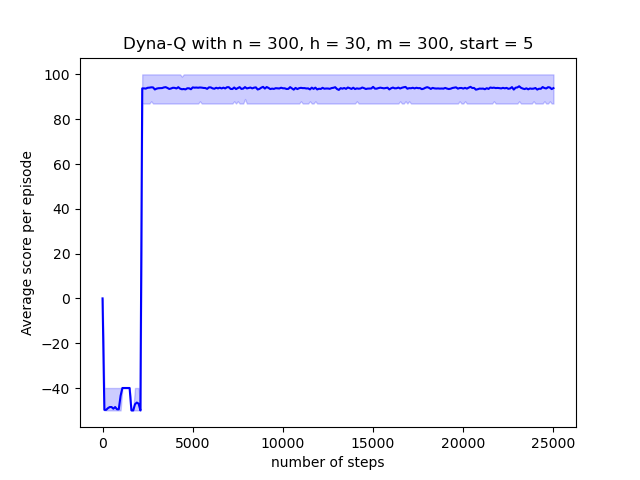 Dyna-Q with n = 300, h = 30, m = 300, start = 5
Average score per episode
100
80
60
40
20
0
−20
−40
0 5000 10000 15000 20000 25000
number of steps